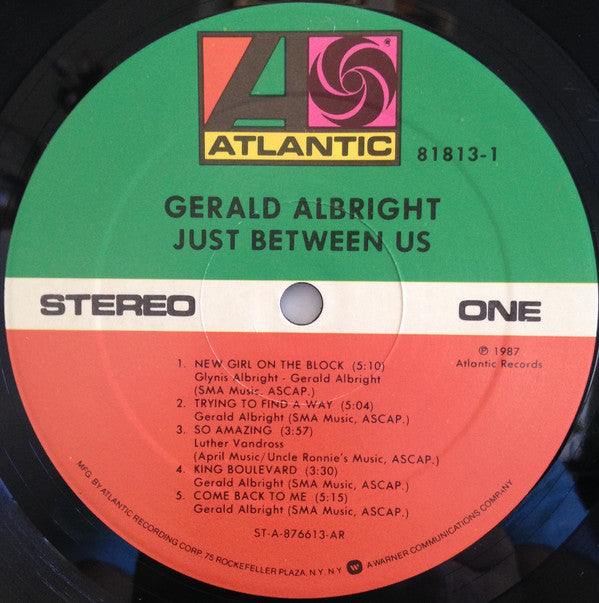 ATLANTIC
81813-1
GERALD ALBRIGHT
JUST BETWEEN US
STEREO
ONE
℗ 1987
Atlantic Records
1. NEW GIRL ON THE BLOCK (5:10)
Glynis Albright - Gerald Albright
(SMA Music, ASCAP.)
2. TRYING TO FIND A WAY (5:04)
Gerald Albright (SMA Music, ASCAP.)
3. SO AMAZING (3:57)
Luther Vandross
(April Music/Uncle Ronnie's Music, ASCAP.)
4. KING BOULEVARD (3:30)
Gerald Albright (SMA Music, ASCAP.)
5. COME BACK TO ME (5:15)
Gerald Albright (SMA Music, ASCAP.)
ST-A-876613-AR
MFG. BY ATLANTIC RECORDING CORP. 75 ROCKEFELLER PLAZA, N.Y. N.Y. A WARNER COMMUNICATIONS COMPANY